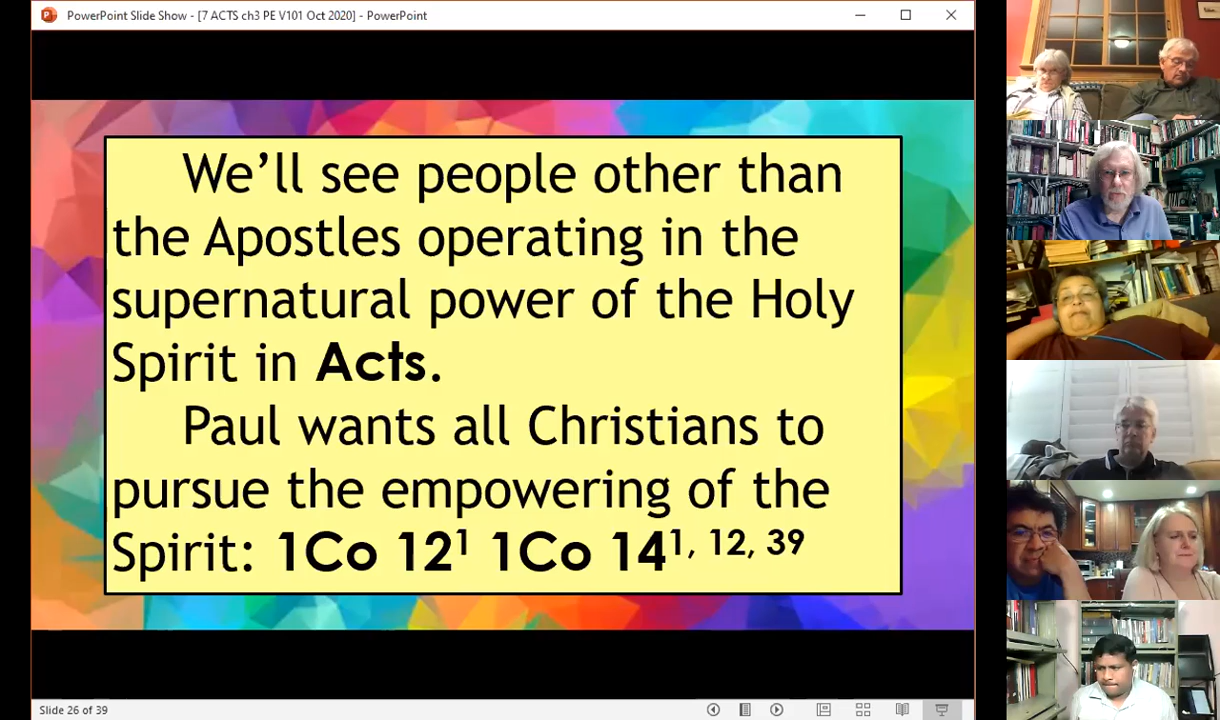 PowerPoint Slide Show - [7 ACTS ch3 PE V101 Oct 2020] - PowerPoint
We’ll see people other than
the Apostles operating in the
supernatural power of the Holy
Spirit in Acts.
Paul wants all Christians to
pursue the empowering of the
Spirit: 1Co 12¹ 1Co 14¹, ¹², ³⁹
Slide 26 of 39